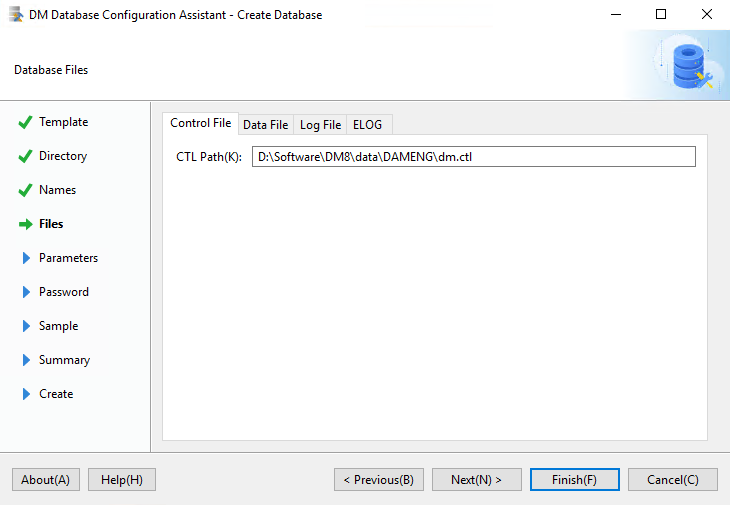 DM Database Configuration Assistant - Create Database
Database Files
Template
Directory
Names
Files
Parameters
Password
Sample
Summary
Create
Control File Data File Log File ELOG
CTL Path(K): D:\Software\DM8\data\DAMENG\dm.ctl
About(A) Help(H) < Previous(B) Next(N) > Finish(F) Cancel(C)